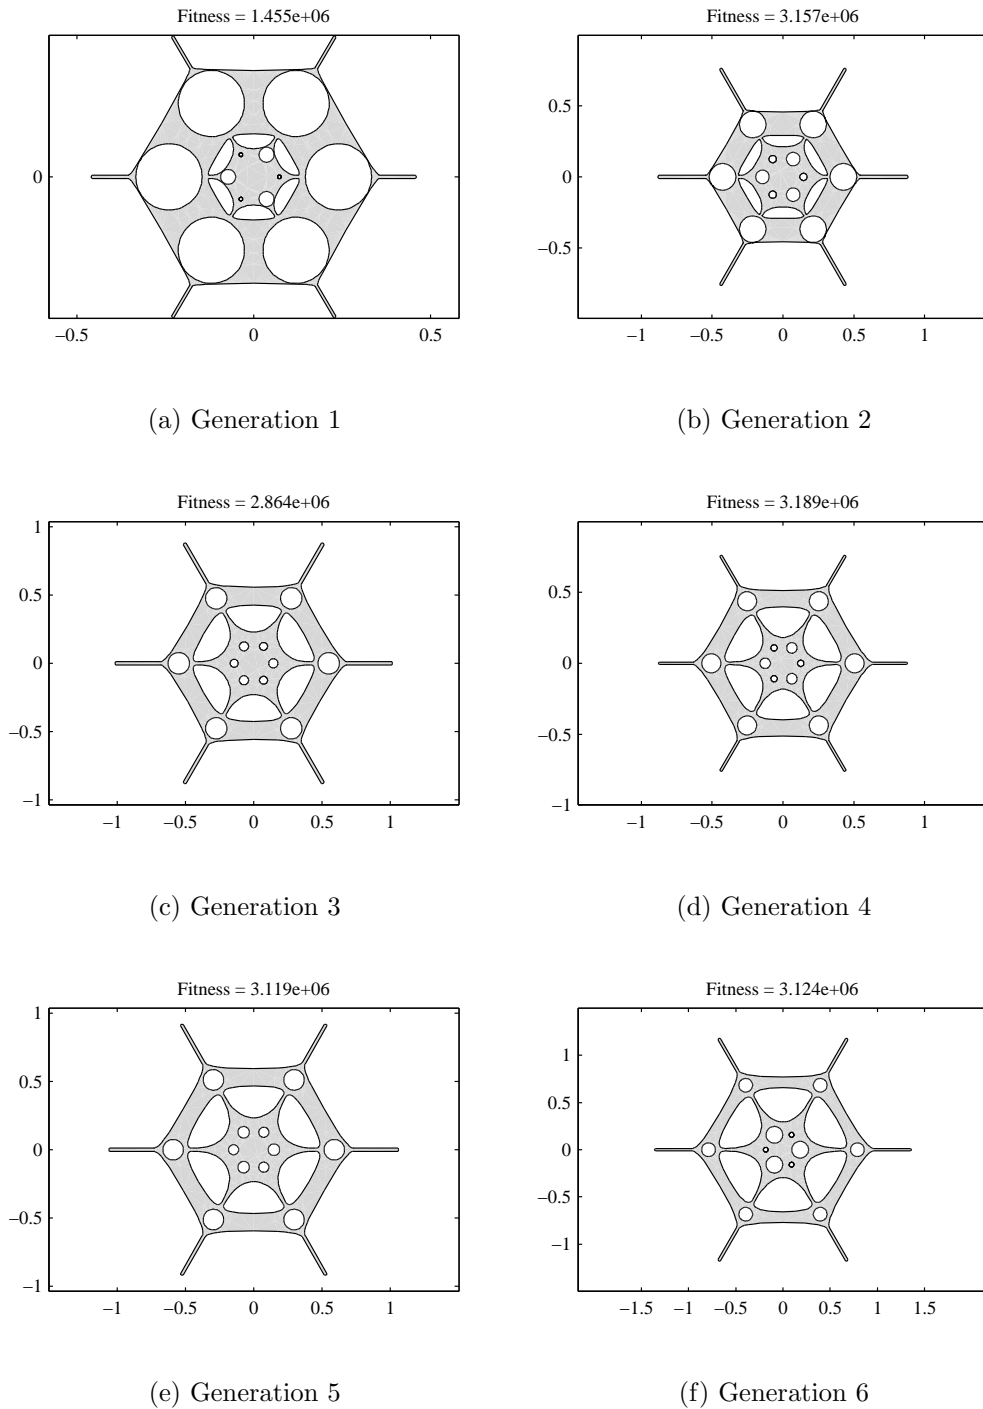 Fitness = 1.455e+06
0
−0.5 0 0.5
(a) Generation 1
Fitness = 3.157e+06
0.5
0
−0.5
−1 −0.5 0 0.5 1
(b) Generation 2
Fitness = 2.864e+06
1
0.5
0
−0.5
−1
−1 −0.5 0 0.5 1
(c) Generation 3
Fitness = 3.189e+06
0.5
0
−0.5
−1
−1 −0.5 0 0.5 1
(d) Generation 4
Fitness = 3.119e+06
1
0.5
0
−0.5
−1
−1 −0.5 0 0.5 1
(e) Generation 5
Fitness = 3.124e+06
1
0.5
0
−0.5
−1
−1.5 −1 −0.5 0 0.5 1 1.5
(f) Generation 6